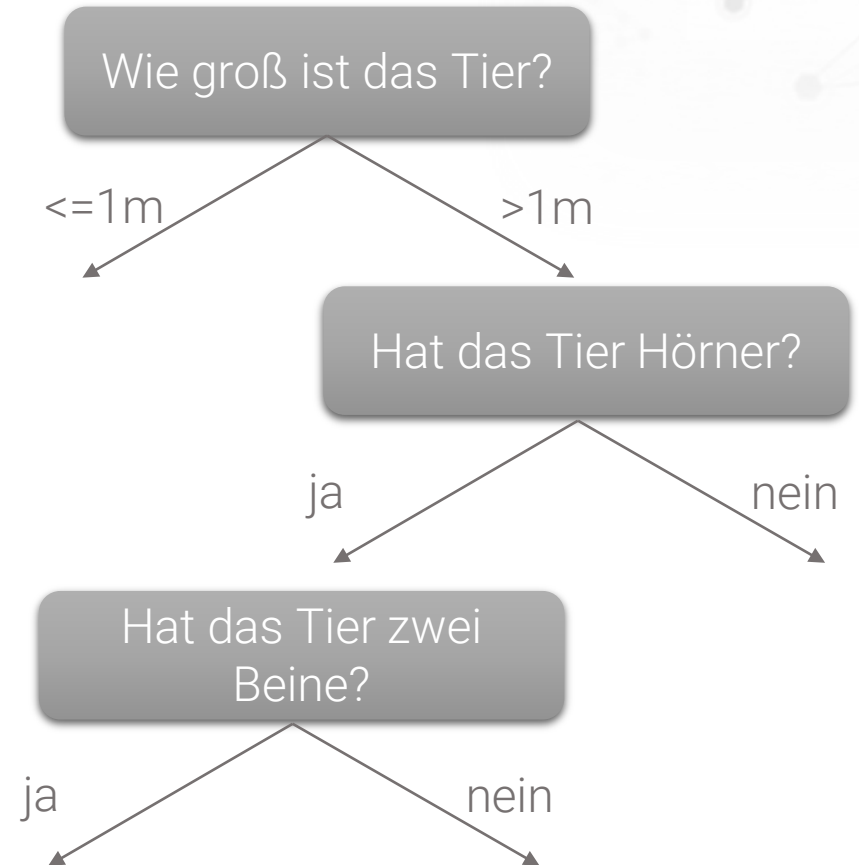 Wie groß ist das Tier?
<=1m
>1m
Hat das Tier Hörner?
ja
nein
Hat das Tier zwei
Beine?
ja
nein